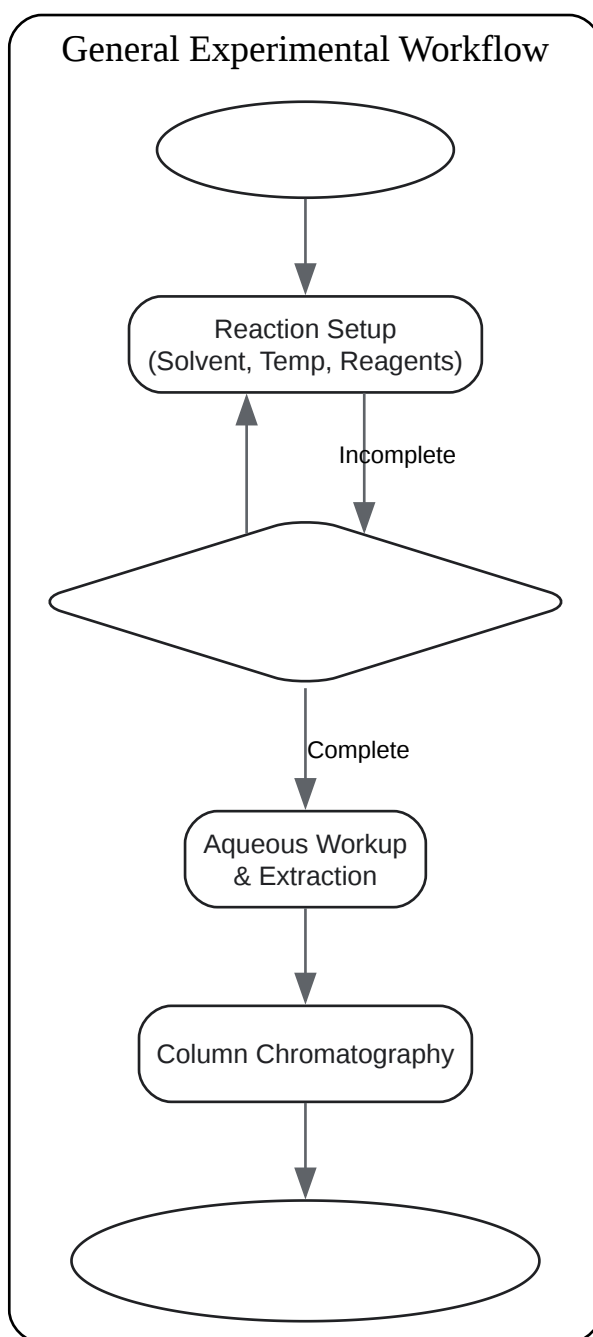 General Experimental Workflow
Reaction Setup
(Solvent, Temp, Reagents)
Incomplete
Complete
Aqueous Workup
& Extraction
Column Chromatography